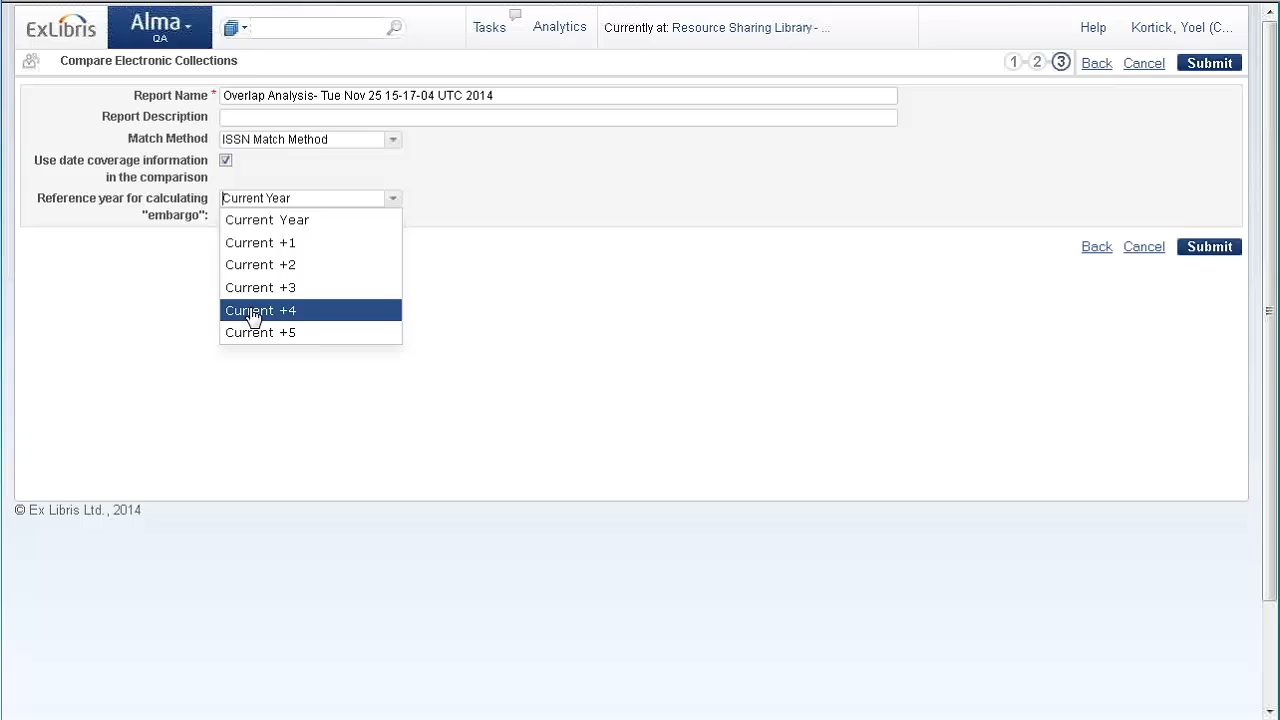 ExLibris
Alma
QA
Tasks Analytics Currently at: Resource Sharing Library- ... Help Kortick, Yoel (C...
Compare Electronic Collections 1 2 3 Back Cancel Submit
Report Name * Overlap Analysis- Tue Nov 25 15-17-04 UTC 2014
Report Description
Match Method ISSN Match Method
Use date coverage information
in the comparison
Reference year for calculating Current Year
"embargo":
Current Year
Current +1
Current +2
Current +3
Current +4
Current +5
Back Cancel Submit
© Ex Libris Ltd., 2014